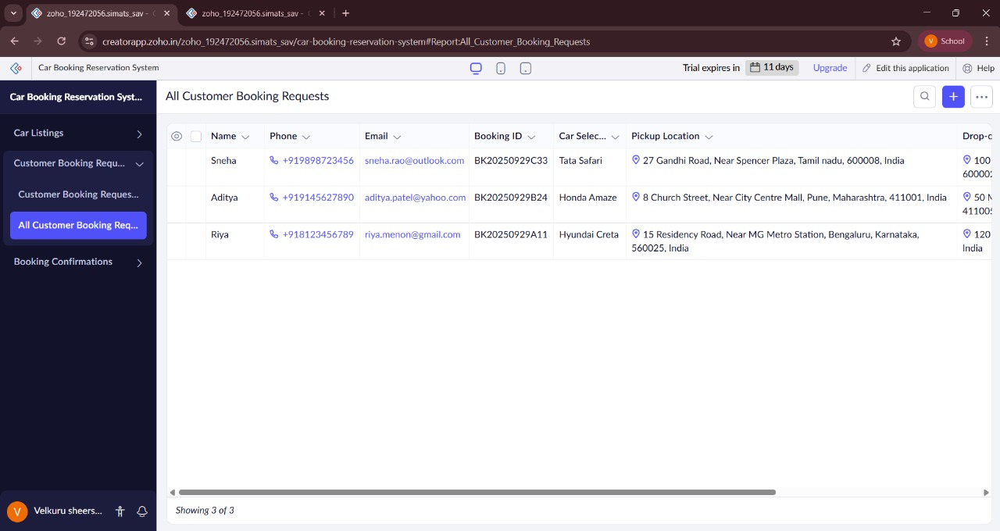 zoho_192472056.simats_sav -
zoho_192472056.simats_sav -
creatorapp.zoho.in/zoho_192472056.simats_sav/car-booking-reservation-system#Report:All_Customer_Booking_Requests
V School
Car Booking Reservation System
Trial expires in 11 days Upgrade Edit this application Help
Car Booking Reservation Syst...
All Customer Booking Requests
Car Listings
Customer Booking Requ...
Customer Booking Reques...
All Customer Booking Req...
Booking Confirmations
Name Phone Email Booking ID Car Selec... Pickup Location Drop-c
Sneha +919898723456 sneha.rao@outlook.com BK20250929C33 Tata Safari 27 Gandhi Road, Near Spencer Plaza, Tamil nadu, 600008, India 100
600002
Aditya +919145627890 aditya.patel@yahoo.com BK20250929B24 Honda Amaze 8 Church Street, Near City Centre Mall, Pune, Maharashtra, 411001, India 50 M
411005
Riya +918123456789 riya.menon@gmail.com BK20250929A11 Hyundai Creta 15 Residency Road, Near MG Metro Station, Bengaluru, Karnataka, 120
560025, India India
Showing 3 of 3
V Velkuru sheers...